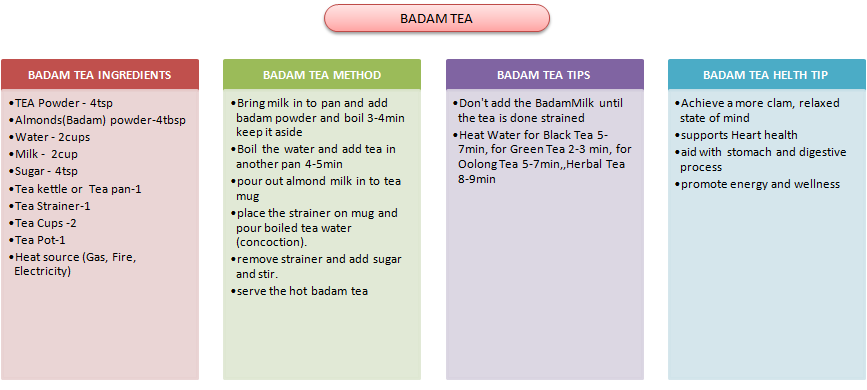 BADAM TEA
BADAM TEA INGREDIENTS
•TEA Powder - 4tsp
•Almonds(Badam) powder-4tbsp
•Water - 2cups
•Milk - 2cup
•Sugar - 4tsp
•Tea kettle or Tea pan-1
•Tea Strainer-1
•Tea Cups -2
•Tea Pot-1
•Heat source (Gas, Fire,
Electricity)
BADAM TEA METHOD
•Bring milk in to pan and add
badam powder and boil 3-4min
keep it aside
•Boil the water and add tea in
another pan 4-5min
•pour out almond milk in to tea
mug
•place the strainer on mug and
pour boiled tea water
(concoction).
•remove strainer and add sugar
and stir.
•serve the hot badam tea
BADAM TEA TIPS
•Don't add the BadamMilk until
the tea is done strained
•Heat Water for Black Tea 5-
7min, for Green Tea 2-3 min, for
Oolong Tea 5-7min,,Herbal Tea
8-9min
BADAM TEA HELTH TIP
•Achieve a more clam, relaxed
state of mind
•supports Heart health
•aid with stomach and digestive
process
•promote energy and wellness